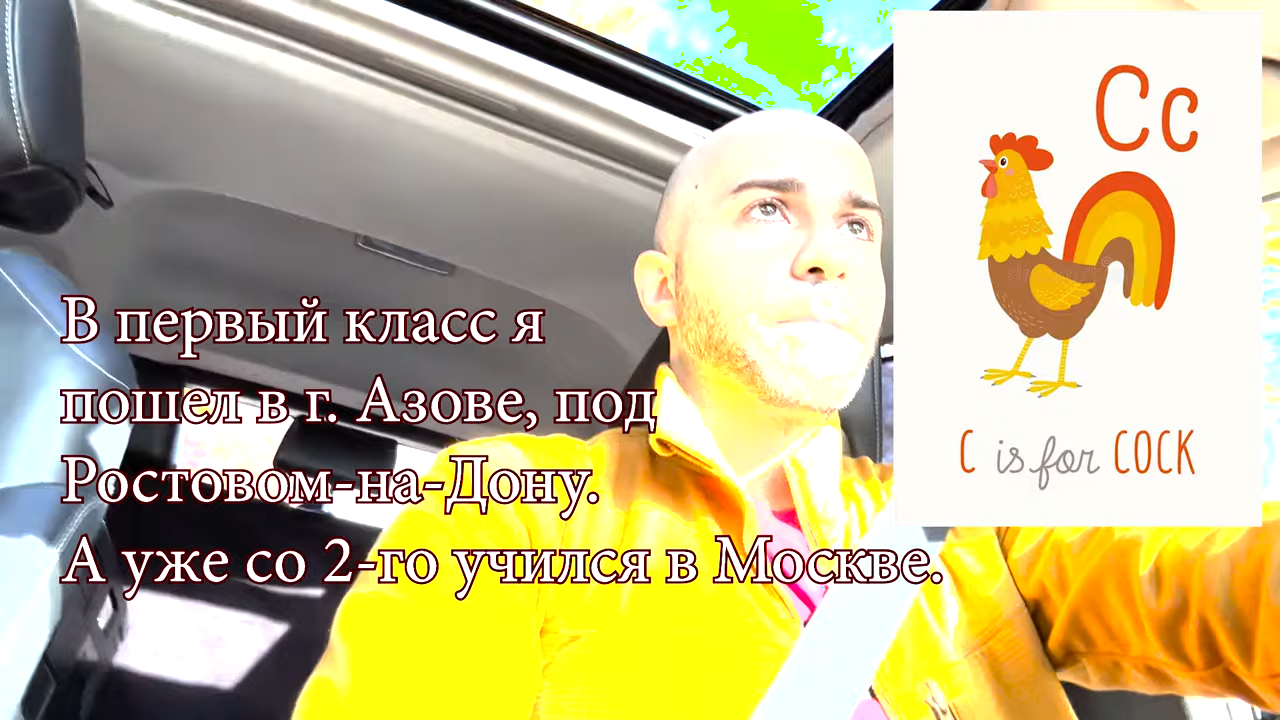 В первый класс я
пошел в г. Азове, под
Ростовом-на-Дону.
А уже со 2-го учился в Москве.
Cc
C is for COCK